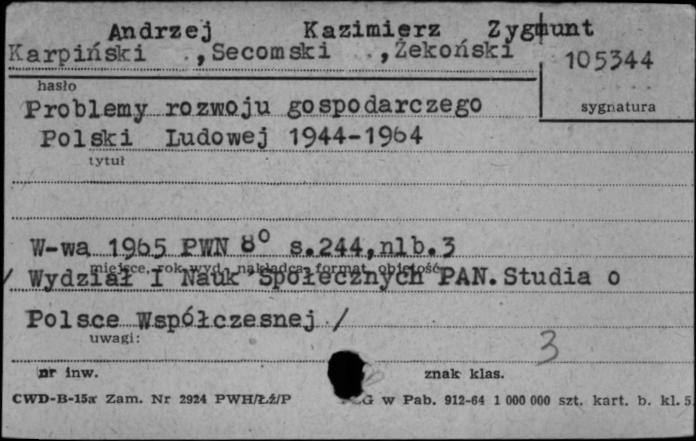 Andrzej Kazimierz Zygmunt
Karpiński ,Secomski ,Żekoński
105344
hasło
sygnatura
Problemy rozwoju gospodarczego
Polski Ludowej 1944-1964
tytuł
W-wa 1965 PWN 8° s.244,nlb.3
miejsce, rok wyd., nakładca, format, objętość
/ Wydział I Nauk Społecznych PAN. Studia o
Polsce Współczesnej /
uwagi:
3
nr inw.
znak klas.
CWD-B-15a Zam. Nr 2924 PWH/Łź/P
w Pab. 912-64 1 000 000 szt. kart. b. kl. 5